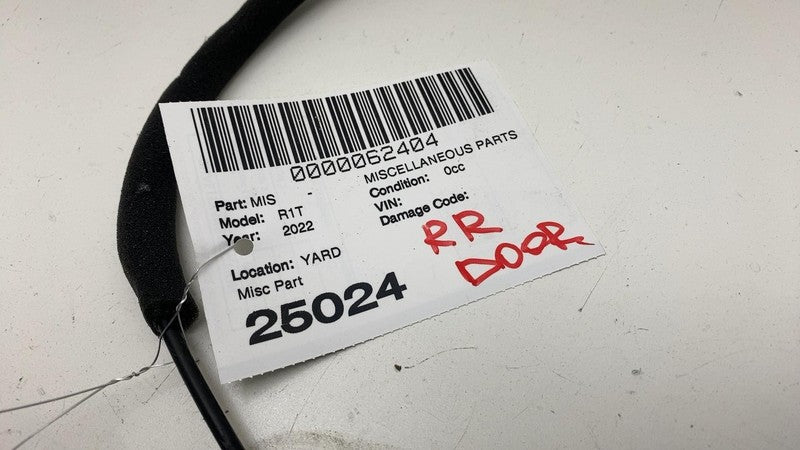 0000062404
MISCELLANEOUS PARTS
Part: MIS -
Condition: 0cc
Model: R1T
VIN:
Year: 2022
Damage Code:
RR
DOOR
Location: YARD
Misc Part
25024